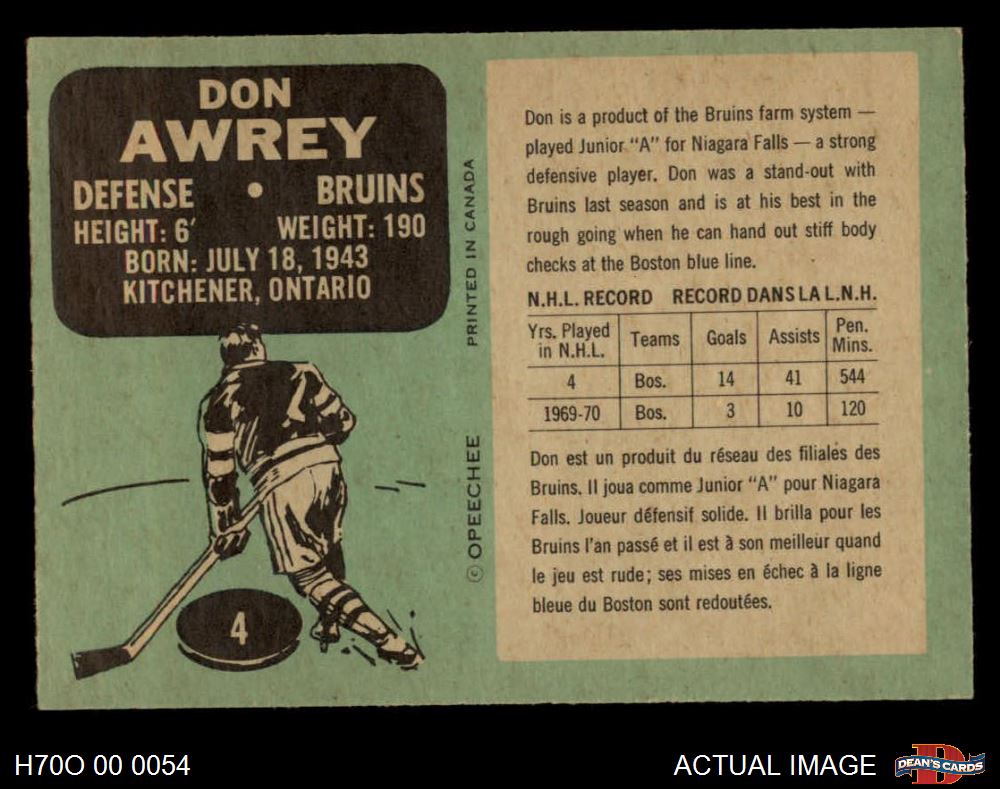 DON
AWREY
DEFENSE • BRUINS
HEIGHT: 6' WEIGHT: 190
BORN: JULY 18, 1943
KITCHENER, ONTARIO
4
© OPEECHEE PRINTED IN CANADA
Don is a product of the Bruins farm system —
played Junior "A" for Niagara Falls — a strong
defensive player. Don was a stand-out with
Bruins last season and is at his best in the
rough going when he can hand out stiff body
checks at the Boston blue line.
N.H.L. RECORD RECORD DANS LA L.N.H.
Yrs. Played in N.H.L. Teams Goals Assists Pen. Mins.
4 Bos. 14 41 544
1969-70 Bos. 3 10 120
Don est un produit du réseau des filiales des
Bruins. Il joua comme Junior "A" pour Niagara
Falls. Joueur défensif solide. Il brilla pour les
Bruins l'an passé et il est à son meilleur quand
le jeu est rude; ses mises en échec à la ligne
bleue du Boston sont redoutées.
H70O 00 0054
ACTUAL IMAGE
D
DEAN'S CARDS